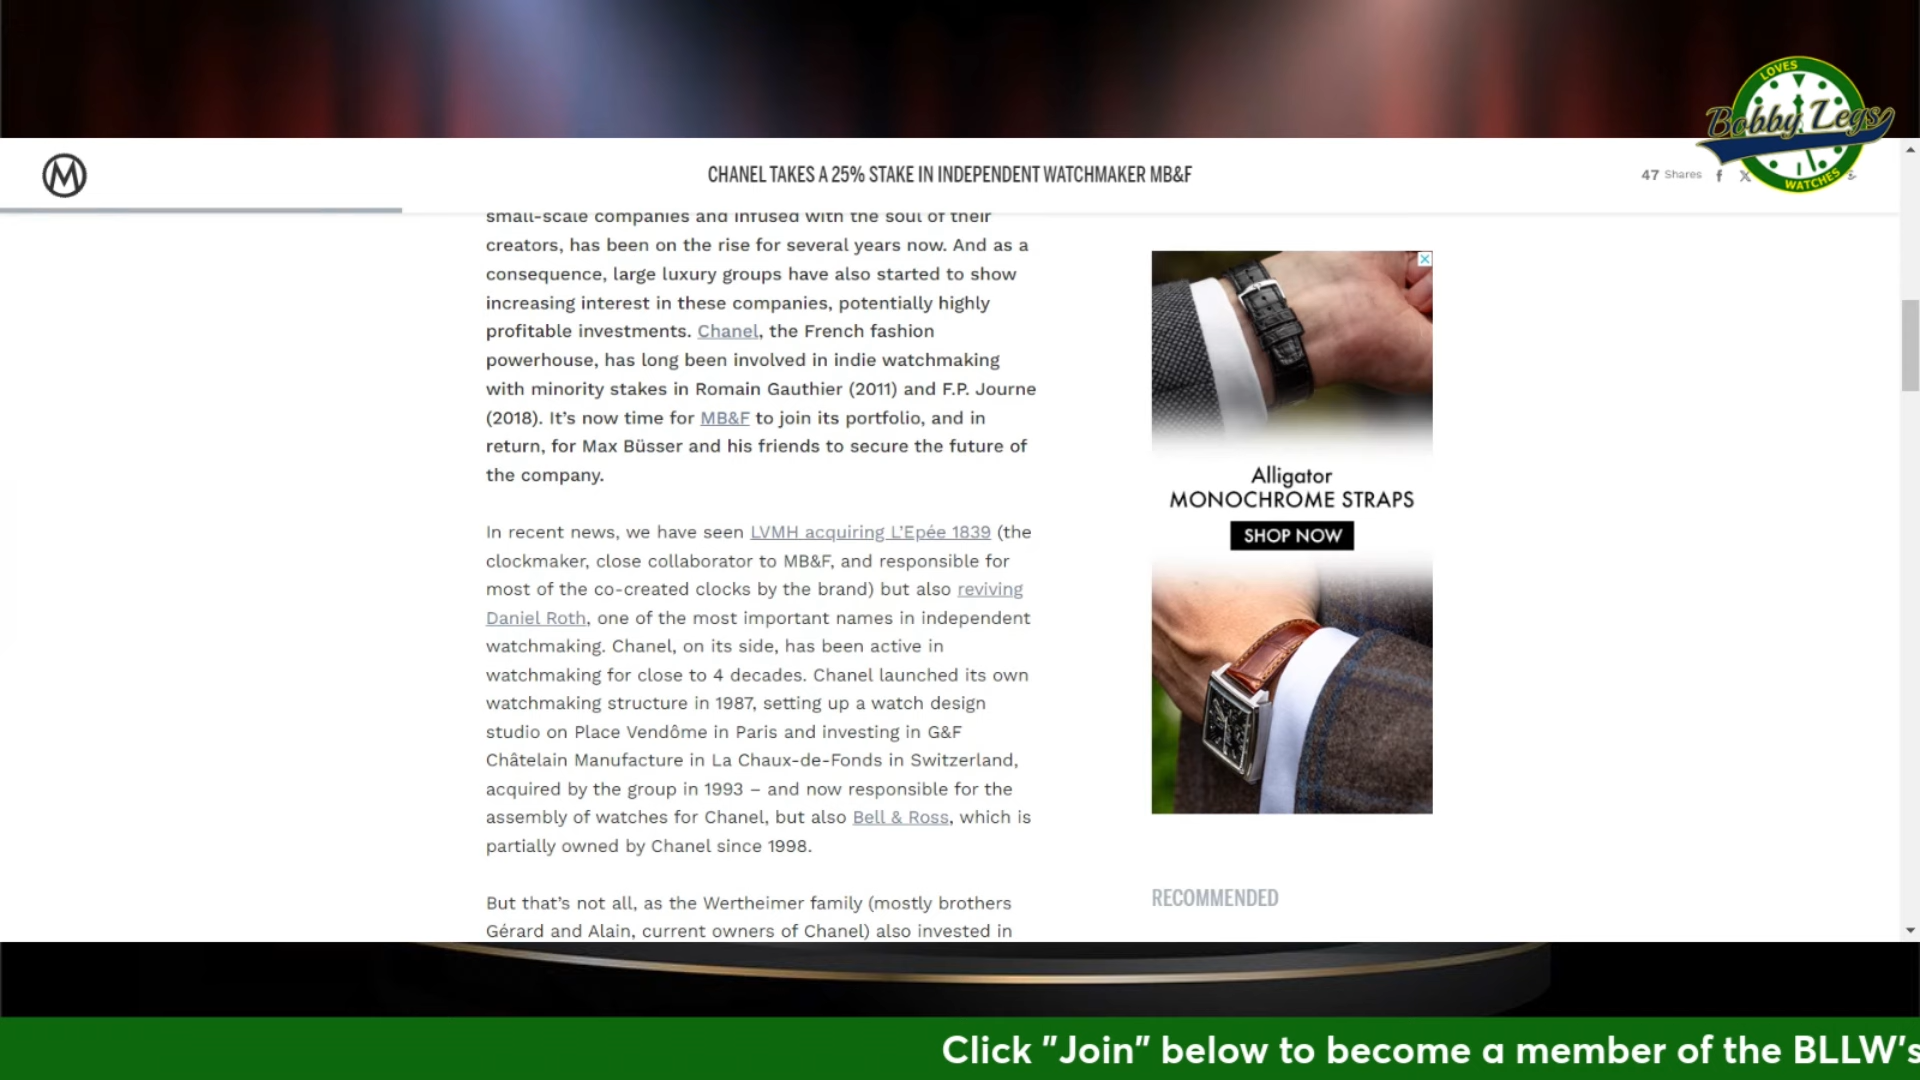 LOVES
Bobby Legs
WATCHES
M
CHANEL TAKES A 25% STAKE IN INDEPENDENT WATCHMAKER MB&F
47 Shares
small-scale companies and infused with the soul of their
creators, has been on the rise for several years now. And as a
consequence, large luxury groups have also started to show
increasing interest in these companies, potentially highly
profitable investments. Chanel, the French fashion
powerhouse, has long been involved in indie watchmaking
with minority stakes in Romain Gauthier (2011) and F.P. Journe
(2018). It's now time for MB&F to join its portfolio, and in
return, for Max Büsser and his friends to secure the future of
the company.
In recent news, we have seen LVMH acquiring L'Epée 1839 (the
clockmaker, close collaborator to MB&F, and responsible for
most of the co-created clocks by the brand) but also reviving
Daniel Roth, one of the most important names in independent
watchmaking. Chanel, on its side, has been active in
watchmaking for close to 4 decades. Chanel launched its own
watchmaking structure in 1987, setting up a watch design
studio on Place Vendôme in Paris and investing in G&F
Châtelain Manufacture in La Chaux-de-Fonds in Switzerland,
acquired by the group in 1993 – and now responsible for the
assembly of watches for Chanel, but also Bell & Ross, which is
partially owned by Chanel since 1998.
But that's not all, as the Wertheimer family (mostly brothers
Gérard and Alain, current owners of Chanel) also invested in
Alligator
MONOCHROME STRAPS
SHOP NOW
RECOMMENDED
Click "Join" below to become a member of the BLLW's